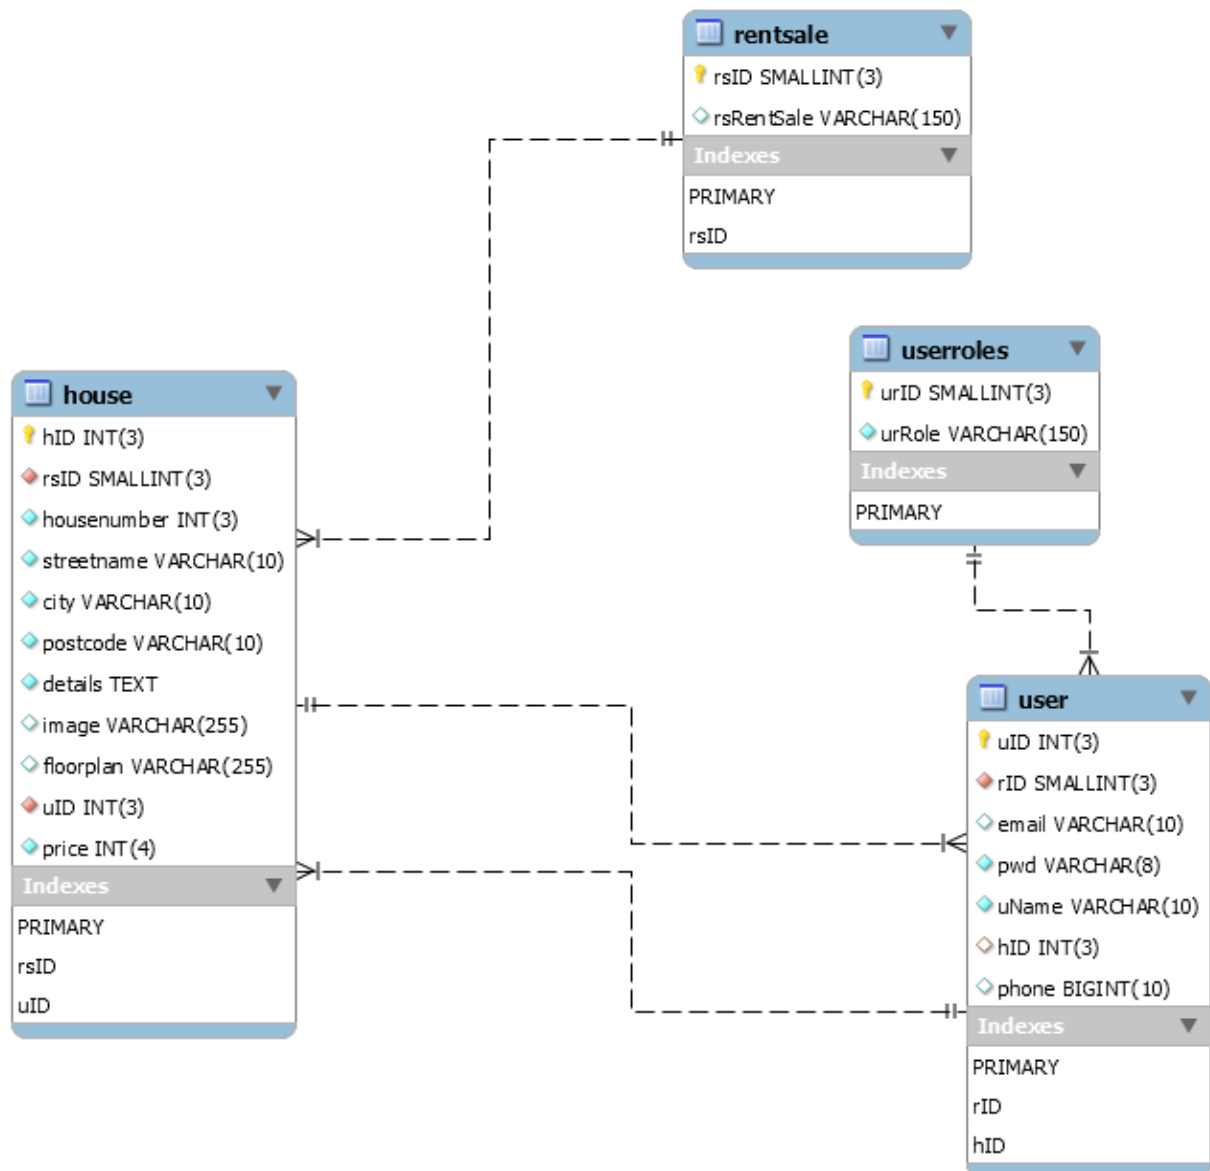 rentsale
rsID SMALLINT(3)
rsRentSale VARCHAR(150)
Indexes
PRIMARY
rsID
userroles
urID SMALLINT(3)
urRole VARCHAR(150)
Indexes
PRIMARY
house
hID INT(3)
rsID SMALLINT(3)
housenumber INT(3)
streetname VARCHAR(10)
city VARCHAR(10)
postcode VARCHAR(10)
details TEXT
image VARCHAR(255)
floorplan VARCHAR(255)
uID INT(3)
price INT(4)
Indexes
PRIMARY
rsID
uID
user
uID INT(3)
rID SMALLINT(3)
email VARCHAR(10)
pwd VARCHAR(8)
uName VARCHAR(10)
hID INT(3)
phone BIGINT(10)
Indexes
PRIMARY
rID
hID